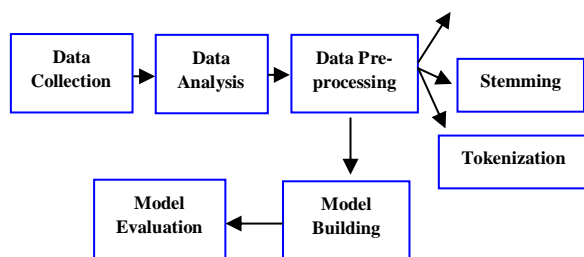 Data
Collection
Data
Analysis
Data Pre-
processing
Stemming
Tokenization
Model
Evaluation
Model
Building